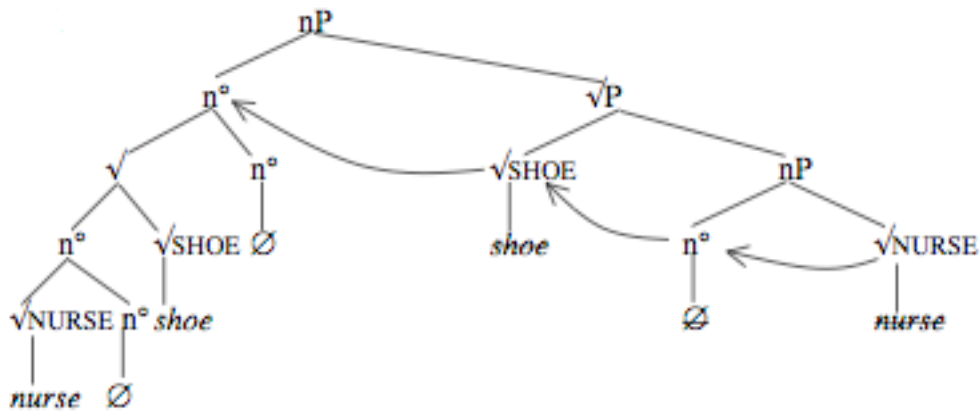 nP
n° √P
√ n° √SHOE nP
n° √SHOE ∅ shoe n° √NURSE
√NURSE n° shoe ∅ nurse
nurse ∅